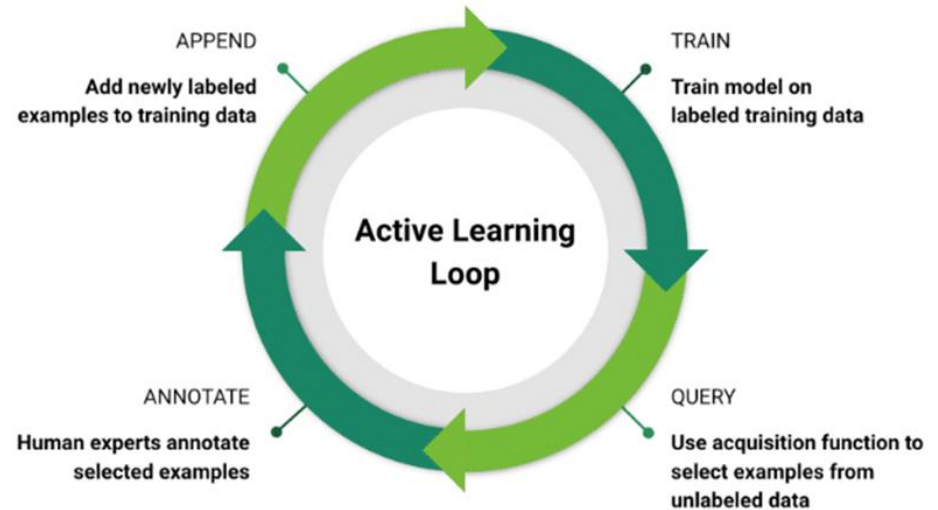 APPEND
Add newly labeled
examples to training data
TRAIN
Train model on
labeled training data
Active Learning
Loop
ANNOTATE
Human experts annotate
selected examples
QUERY
Use acquisition function to
select examples from
unlabeled data